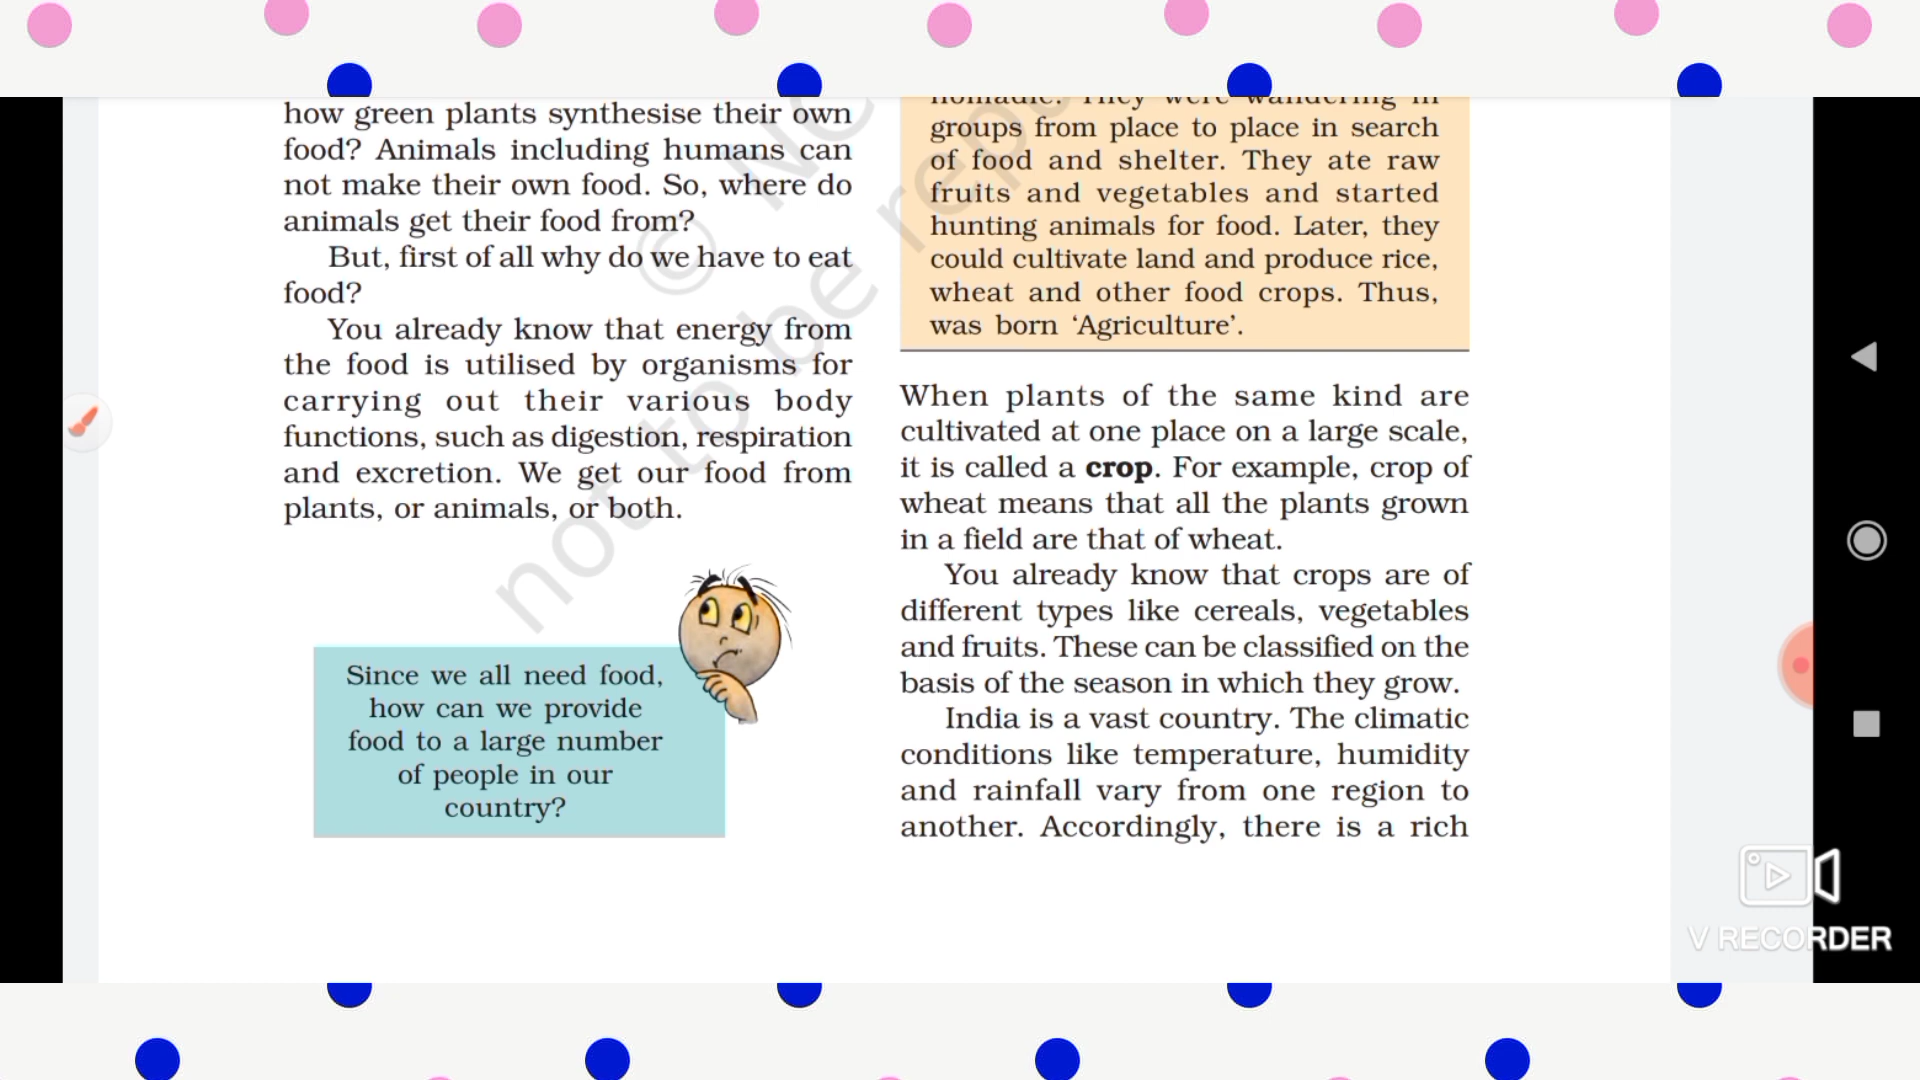 how green plants synthesise their own
food? Animals including humans can
not make their own food. So, where do
animals get their food from?
But, first of all why do we have to eat
food?
You already know that energy from
the food is utilised by organisms for
carrying out their various body
functions, such as digestion, respiration
and excretion. We get our food from
plants, or animals, or both.
Since we all need food,
how can we provide
food to a large number
of people in our
country?
nomadic. They were wandering in
groups from place to place in search
of food and shelter. They ate raw
fruits and vegetables and started
hunting animals for food. Later, they
could cultivate land and produce rice,
wheat and other food crops. Thus,
was born ‘Agriculture’.
When plants of the same kind are
cultivated at one place on a large scale,
it is called a crop. For example, crop of
wheat means that all the plants grown
in a field are that of wheat.
You already know that crops are of
different types like cereals, vegetables
and fruits. These can be classified on the
basis of the season in which they grow.
India is a vast country. The climatic
conditions like temperature, humidity
and rainfall vary from one region to
another. Accordingly, there is a rich
© NC
not to be repu
V RECORDER